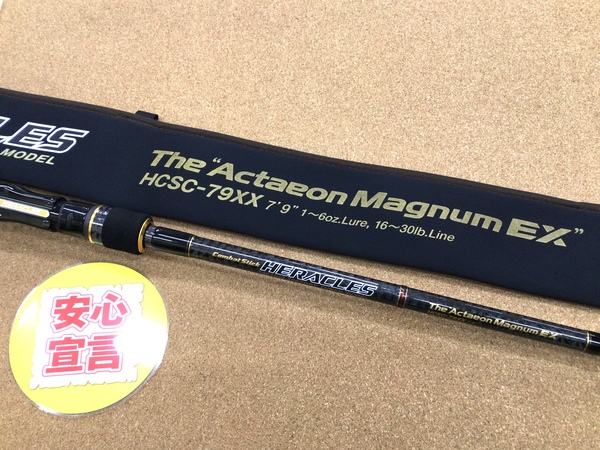 LES
MODEL
The "Actaeon Magnum EX"
HCSC-79XX 7'9" 1~6oz.Lure, 16~30lb.Line
Combat Stick HERACLES
The Actaeon Magnum EX
安心
宣言